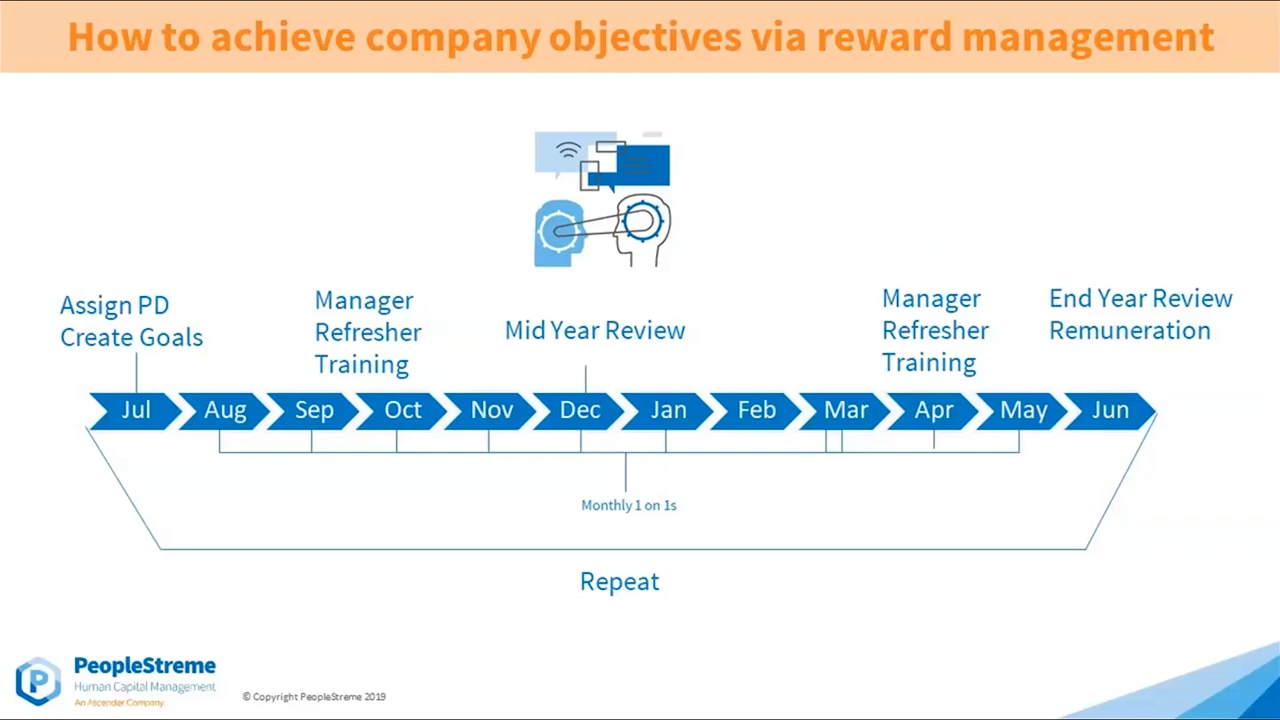 How to achieve company objectives via reward management
Assign PD
Create Goals
Manager
Refresher
Training
Mid Year Review
Manager
Refresher
Training
End Year Review
Remuneration
Jul Aug Sep Oct Nov Dec Jan Feb Mar Apr May Jun
Monthly 1 on 1s
Repeat
P
PeopleStreme
Human Capital Management
An Ascender Company
© Copyright PeopleStreme 2019